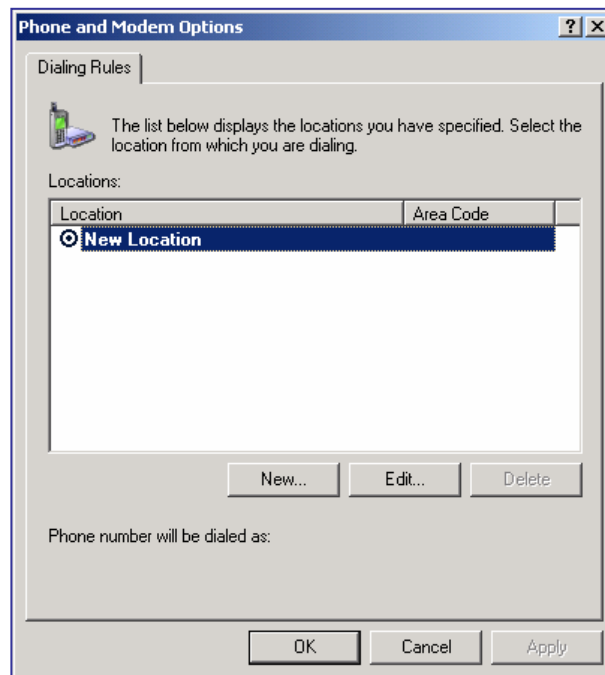 Phone and Modem Options
Dialing Rules
The list below displays the locations you have specified. Select the
location from which you are dialing.
Locations:
Location Area Code
New Location
New... Edit... Delete
Phone number will be dialed as:
OK Cancel Apply